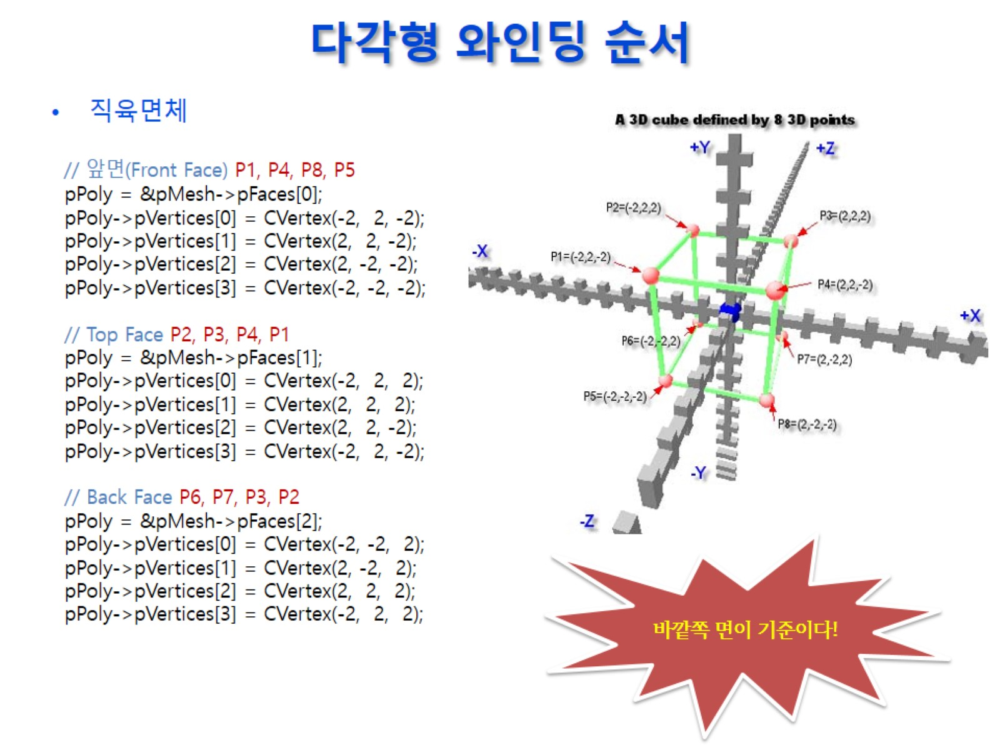 다각형 와인딩 순서
• 직육면체
// 앞면(Front Face) P1, P4, P8, P5
pPoly = &pMesh->pFaces[0];
pPoly->pVertices[0] = CVertex(-2, 2, -2);
pPoly->pVertices[1] = CVertex(2, 2, -2);
pPoly->pVertices[2] = CVertex(2, -2, -2);
pPoly->pVertices[3] = CVertex(-2, -2, -2);
// Top Face P2, P3, P4, P1
pPoly = &pMesh->pFaces[1];
pPoly->pVertices[0] = CVertex(-2, 2, 2);
pPoly->pVertices[1] = CVertex(2, 2, 2);
pPoly->pVertices[2] = CVertex(2, 2, -2);
pPoly->pVertices[3] = CVertex(-2, 2, -2);
// Back Face P6, P7, P3, P2
pPoly = &pMesh->pFaces[2];
pPoly->pVertices[0] = CVertex(-2, -2, 2);
pPoly->pVertices[1] = CVertex(2, -2, 2);
pPoly->pVertices[2] = CVertex(2, 2, 2);
pPoly->pVertices[3] = CVertex(-2, 2, 2);
A 3D cube defined by 8 3D points
+Y
+Z
P2=(-2,2,2)
P3=(2,2,2)
-X
P1=(-2,2,-2)
P4=(2,2,-2)
+X
P6=(-2,-2,2)
P7=(2,-2,2)
P5=(-2,-2,-2)
P8=(2,-2,-2)
-Y
-Z
바깥쪽 면이 기준이다!